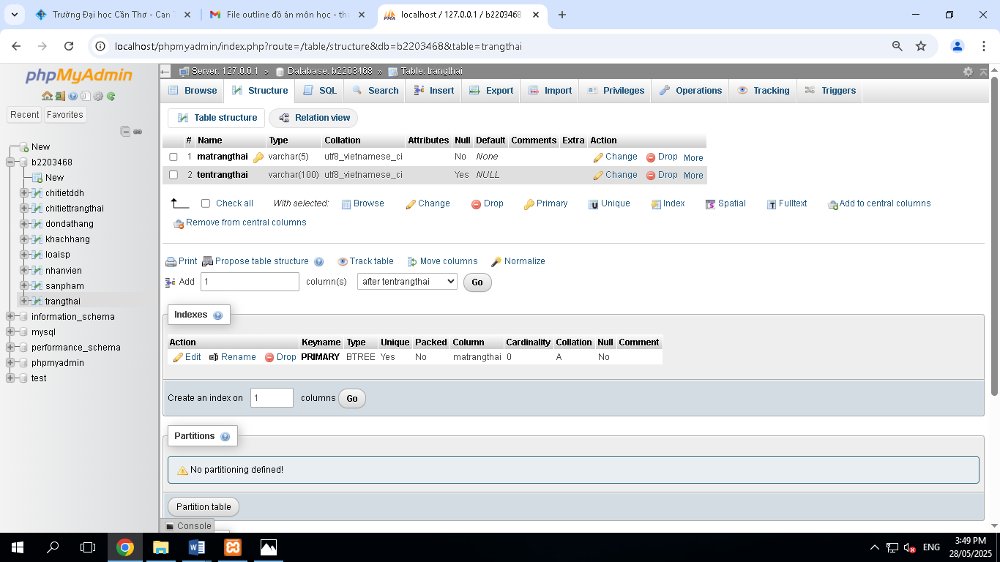 Trường Đại học Cần Thơ - Can T
File outline đồ án môn học - th
localhost / 127.0.0.1 / b2203468
localhost/phpmyadmin/index.php?route=/table/structure&db=b2203468&table=trangthai
phpMyAdmin
Recent Favorites
New
b2203468
New
chitietddh
chitiettrangthai
dondathang
khachhang
loaisp
nhanvien
sanpham
trangthai
information_schema
mysql
performance_schema
phpmyadmin
test
Server: 127.0.0.1 » Database: b2203468 » Table: trangthai
Browse Structure SQL Search Insert Export Import Privileges Operations Tracking Triggers
Table structure Relation view
# Name Type Collation Attributes Null Default Comments Extra Action
1 matrangthai varchar(5) utf8_vietnamese_ci No None Change Drop More
2 tentrangthai varchar(100) utf8_vietnamese_ci Yes NULL Change Drop More
Check all With selected: Browse Change Drop Primary Unique Index Spatial Fulltext Add to central columns
Remove from central columns
Print Propose table structure Track table Move columns Normalize
Add 1 column(s) after tentrangthai Go
Indexes
Action Keyname Type Unique Packed Column Cardinality Collation Null Comment
Edit Rename Drop PRIMARY BTREE Yes No matrangthai 0 A No
Create an index on 1 columns Go
Partitions
No partitioning defined!
Partition table
Console
ENG
3:49 PM
28/05/2025